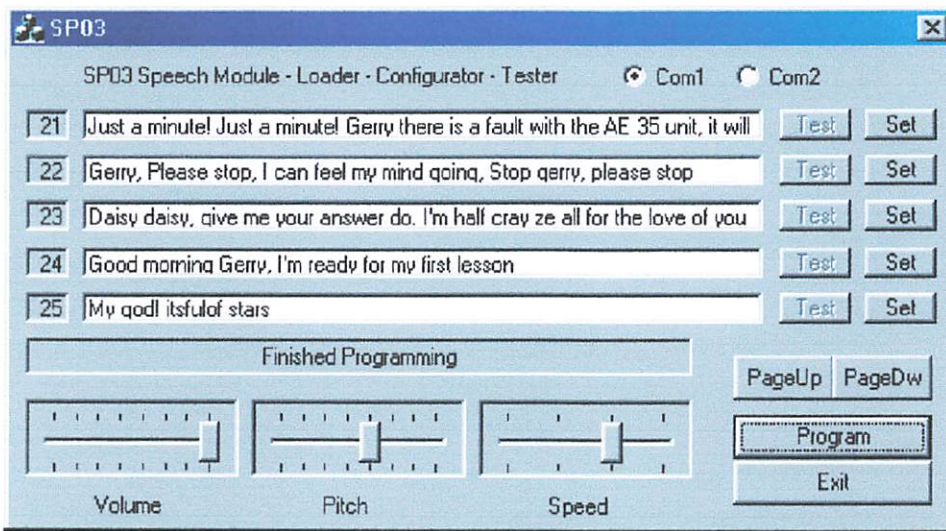 SP03
SP03 Speech Module - Loader - Configurator - Tester Com1 Com2
21 Just a minute! Just a minute! Gerry there is a fault with the AE 35 unit, it will Test Set
22 Gerry, Please stop, I can feel my mind going, Stop gerry, please stop Test Set
23 Daisy daisy, give me your answer do. I'm half cray ze all for the love of you Test Set
24 Good morning Gerry, I'm ready for my first lesson Test Set
25 My god! itsfulof stars Test Set
Finished Programming
PageUp PageDw
Program
Exit
Volume Pitch Speed